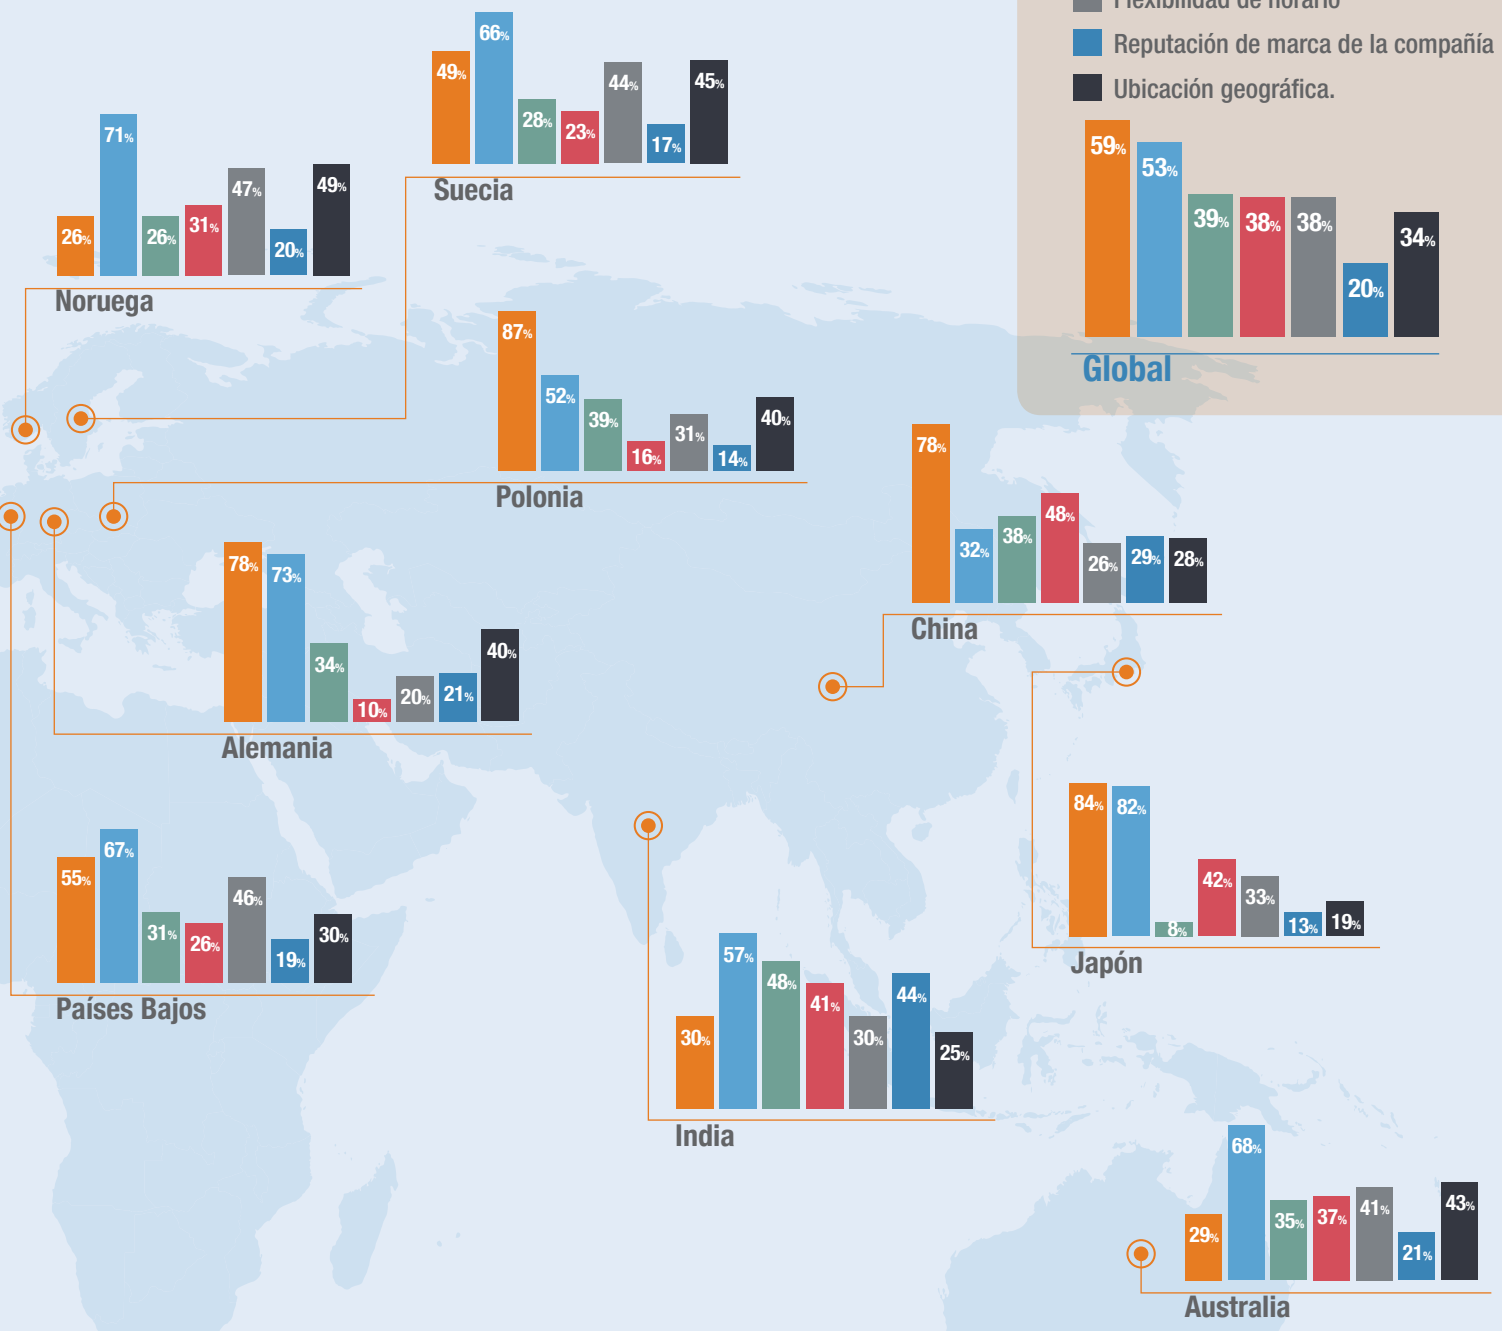 Flexibilidad de horario
Reputación de marca de la compañía
Ubicación geográfica.
59% 53% 39% 38% 38% 20% 34%
Global
49% 66% 28% 23% 44% 17% 45%
Suecia
26% 71% 26% 31% 47% 20% 49%
Noruega
87% 52% 39% 16% 31% 14% 40%
Polonia
78% 32% 38% 48% 26% 29% 28%
China
78% 73% 34% 10% 20% 21% 40%
Alemania
84% 82% 8% 42% 33% 13% 19%
Japón
55% 67% 31% 26% 46% 19% 30%
Países Bajos
30% 57% 48% 41% 30% 44% 25%
India
29% 68% 35% 37% 41% 21% 43%
Australia